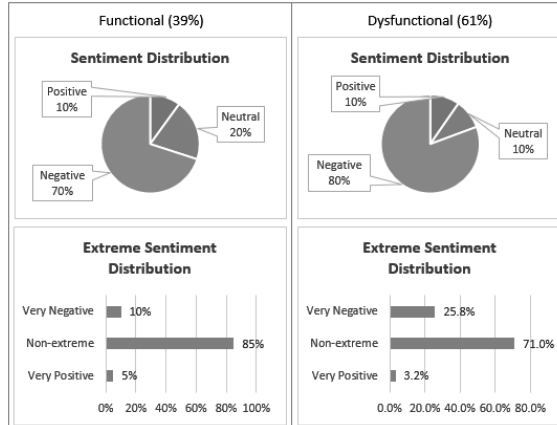 Functional (39%)
Sentiment Distribution
Positive
10%
Neutral
20%
Negative
70%
Extreme Sentiment
Distribution
Very Negative
10%
Non-extreme
85%
Very Positive
5%
0% 20% 40% 60% 80% 100%
Dysfunctional (61%)
Sentiment Distribution
Positive
10%
Neutral
10%
Negative
80%
Extreme Sentiment
Distribution
Very Negative
25.8%
Non-extreme
71.0%
Very Positive
3.2%
0.0% 20.0% 40.0% 60.0% 80.0%